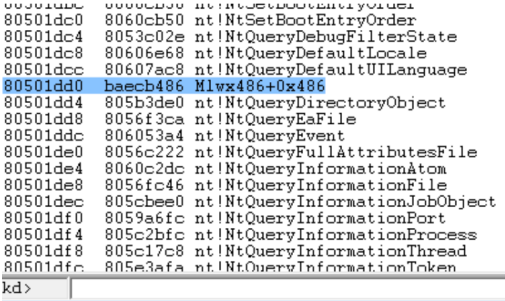 80501dc0 8060cb50 nt!NtSetBootEntryOrder
80501dc4 8053c02e nt!NtQueryDebugFilterState
80501dc8 80606e68 nt!NtQueryDefaultLocale
80501dcc 80607ac8 nt!NtQueryDefaultUILanguage
80501dd0 baecb486 Mlwx486+0x486
80501dd4 805b3de0 nt!NtQueryDirectoryObject
80501dd8 8056f3ca nt!NtQueryEaFile
80501ddc 806053a4 nt!NtQueryEvent
80501de0 8056c222 nt!NtQueryFullAttributesFile
80501de4 8060c2dc nt!NtQueryInformationAtom
80501de8 8056fc46 nt!NtQueryInformationFile
80501dec 805cbee0 nt!NtQueryInformationJobObject
80501df0 8059a6fc nt!NtQueryInformationPort
80501df4 805c2bfc nt!NtQueryInformationProcess
80501df8 805c17c8 nt!NtQueryInformationThread
80501dfc 805e3afa nt!NtQueryInformationToken
kd>